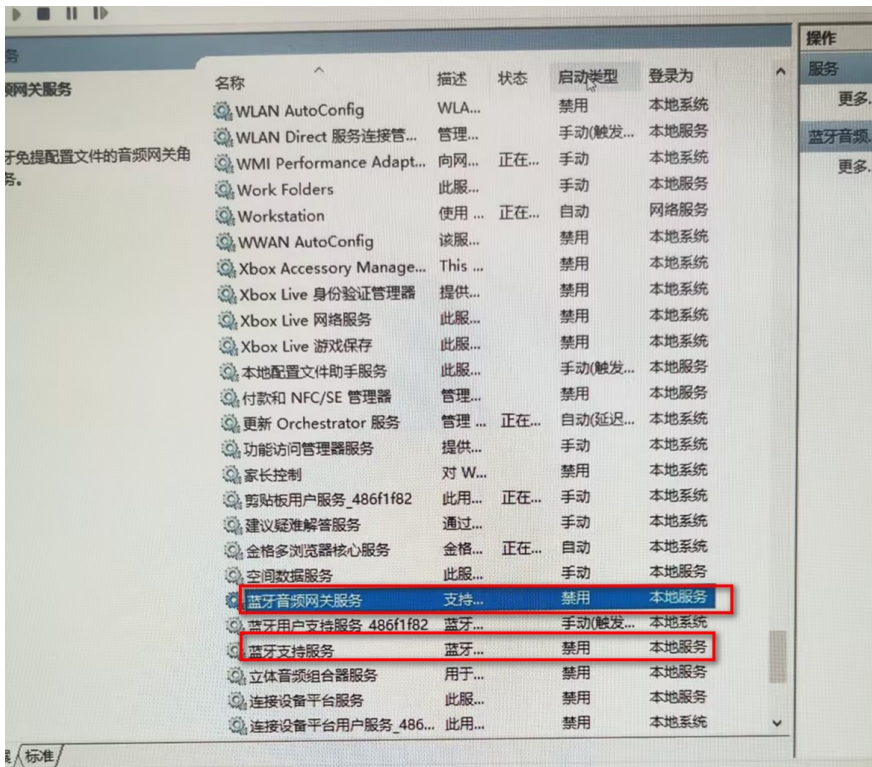 务
操作
频网关服务
服务
更多.
蓝牙音频.
更多.
牙免提配置文件的音频网关角
务。
名称 描述 状态 启动类型 登录为
WLAN AutoConfig WLA... 禁用 本地系统
WLAN Direct 服务连接管... 管理... 手动(触发... 本地服务
WMI Performance Adapt... 向网... 正在... 手动 本地系统
Work Folders 此服... 手动 本地服务
Workstation 使用 ... 正在... 自动 网络服务
WWAN AutoConfig 该服... 禁用 本地系统
Xbox Accessory Manage... This ... 禁用 本地系统
Xbox Live 身份验证管理器 提供... 禁用 本地系统
Xbox Live 网络服务 此服... 禁用 本地系统
Xbox Live 游戏保存 此服... 禁用 本地系统
本地配置文件助手服务 此服... 手动(触发... 本地服务
付款和 NFC/SE 管理器 管理... 禁用 本地服务
更新 Orchestrator 服务 管理 ... 正在... 自动(延迟... 本地系统
功能访问管理器服务 提供... 手动 本地系统
家长控制 对 W... 禁用 本地系统
剪贴板用户服务_486f1f82 此用... 正在... 手动 本地系统
建议疑难解答服务 通过... 手动 本地系统
金格多浏览器核心服务 金格... 正在... 自动 本地系统
空间数据服务 此服... 手动 本地服务
蓝牙音频网关服务 支持... 禁用 本地服务
蓝牙用户支持服务_486f1f82 蓝牙... 手动(触发... 本地系统
蓝牙支持服务 蓝牙... 禁用 本地服务
立体音频组合器服务 用于... 禁用 本地服务
连接设备平台服务 此服... 禁用 本地服务
连接设备平台用户服务_486... 此用... 禁用 本地系统
展 标准